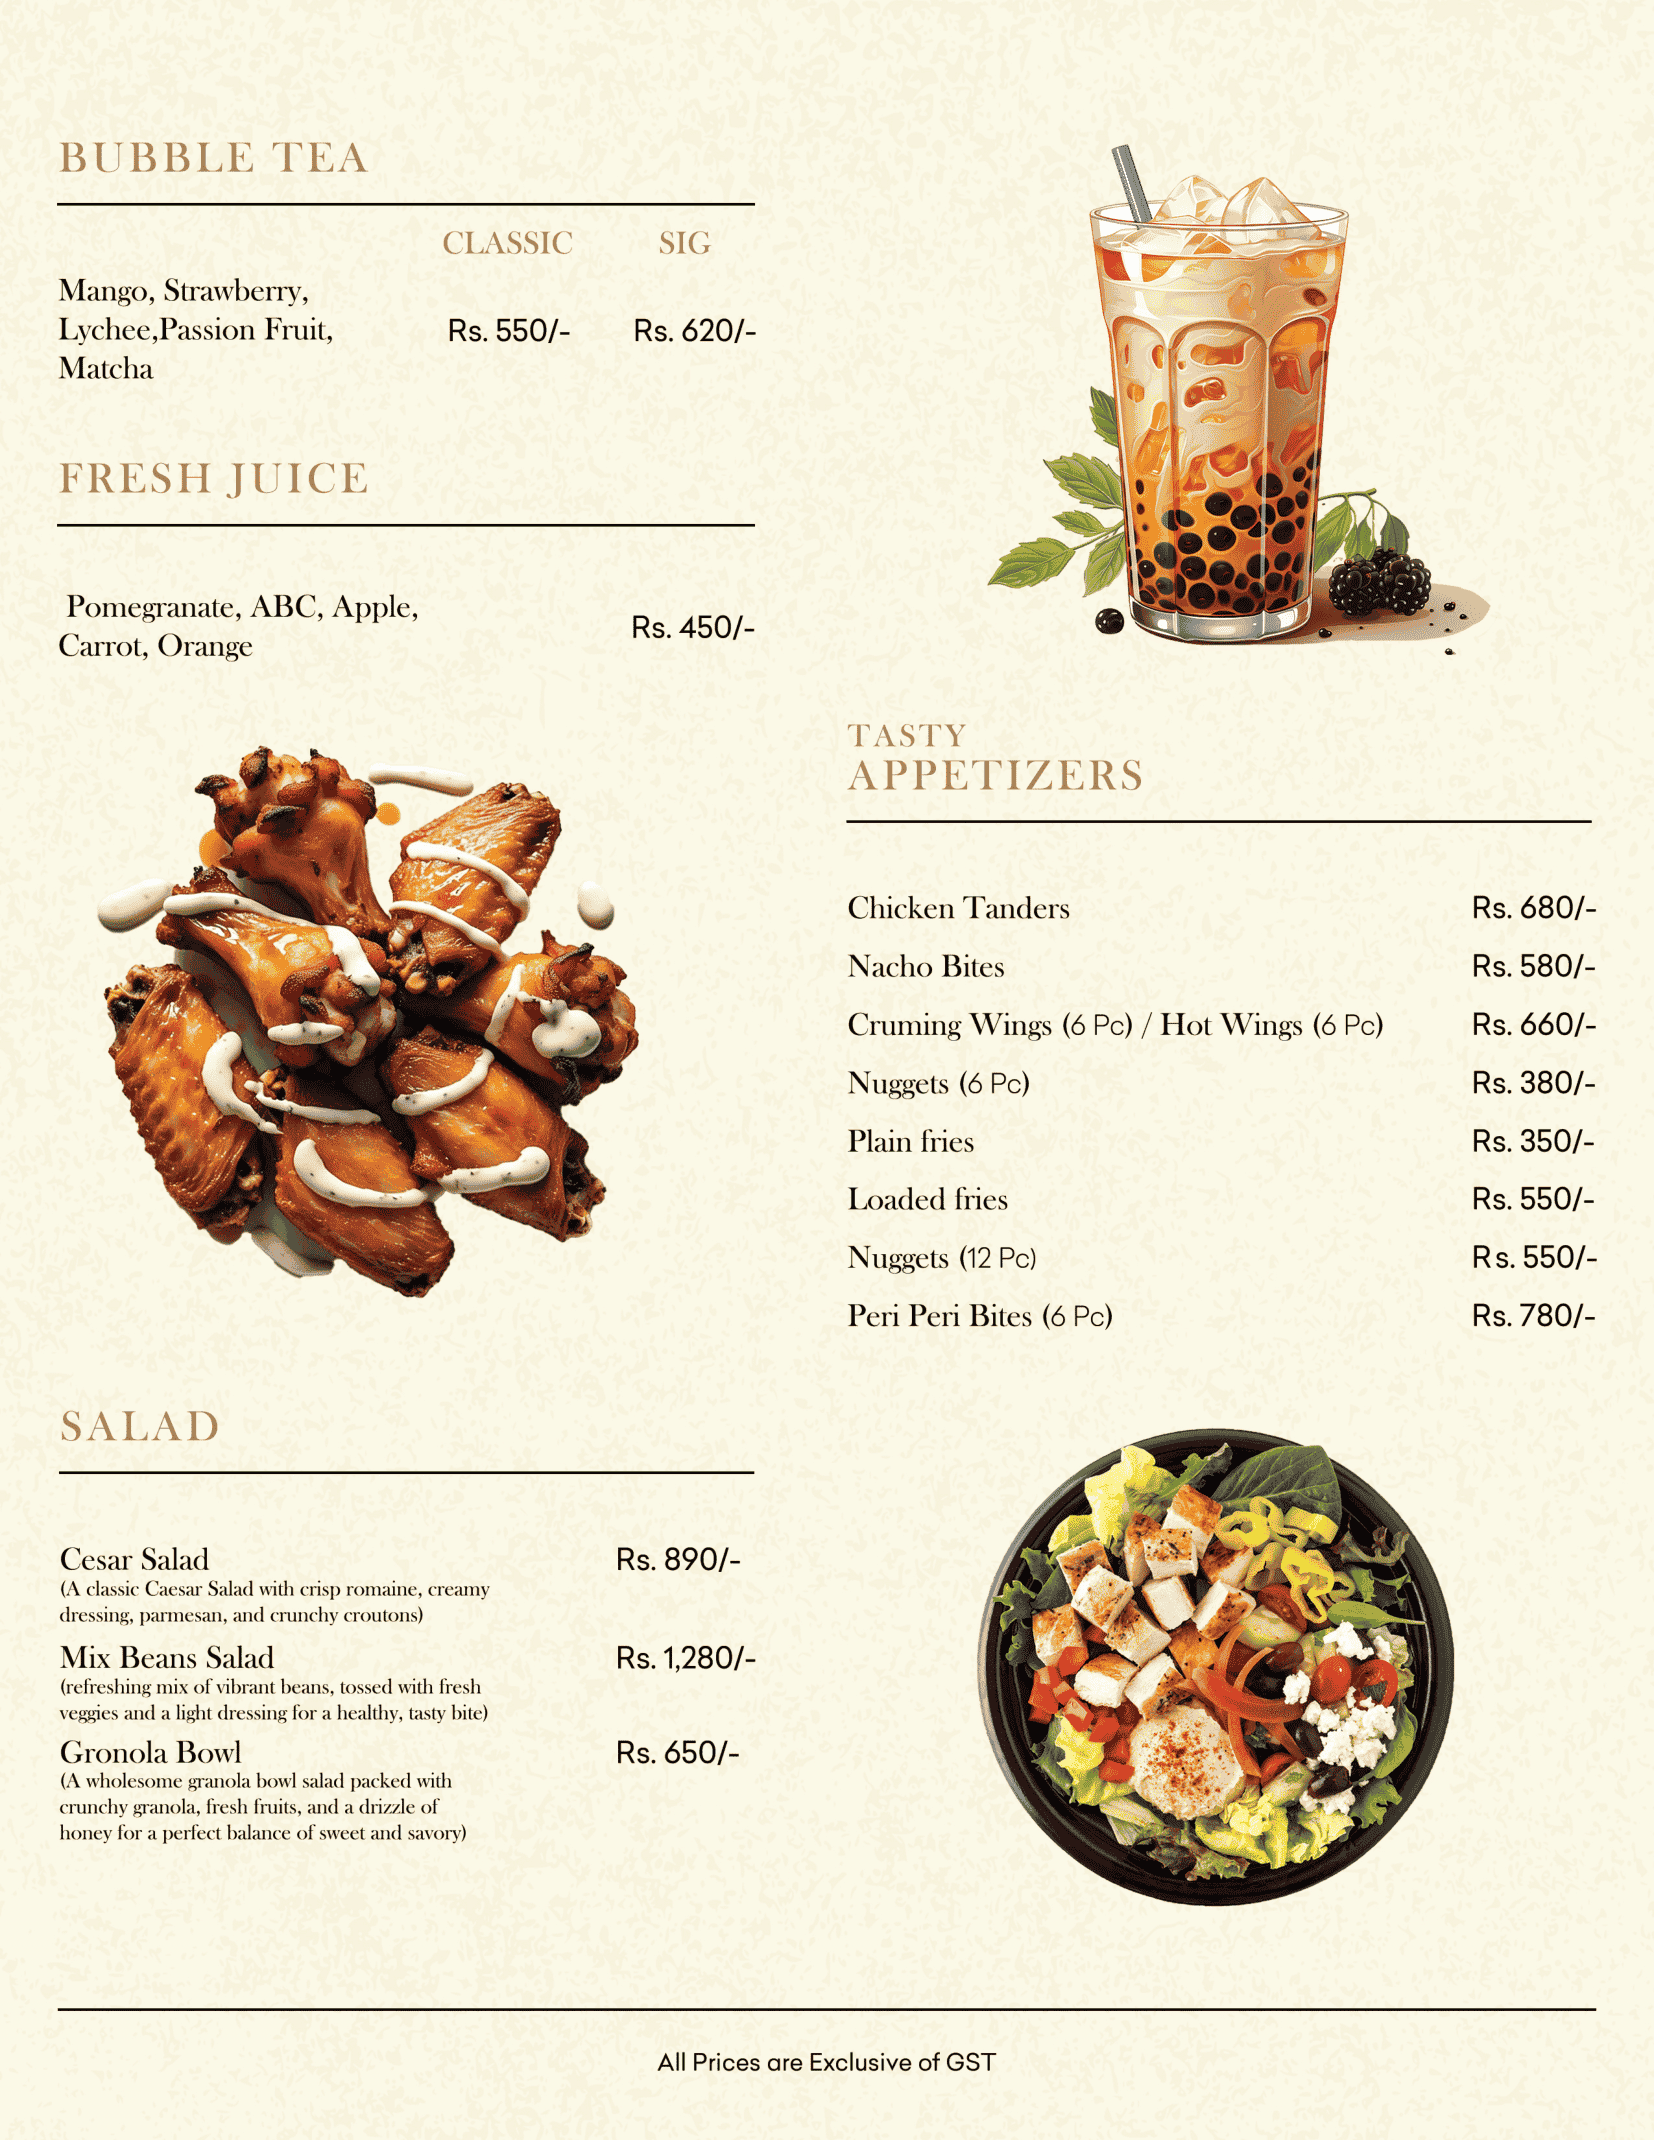 BUBBLE TEA
CLASSIC SIG
Mango, Strawberry,
Lychee,Passion Fruit,
Matcha
Rs. 550/- Rs. 620/-
FRESH JUICE
Pomegranate, ABC, Apple,
Carrot, Orange
Rs. 450/-
TASTY
APPETIZERS
Chicken Tanders Rs. 680/-
Nacho Bites Rs. 580/-
Cruming Wings (6 Pc) / Hot Wings (6 Pc) Rs. 660/-
Nuggets (6 Pc) Rs. 380/-
Plain fries Rs. 350/-
Loaded fries Rs. 550/-
Nuggets (12 Pc) Rs. 550/-
Peri Peri Bites (6 Pc) Rs. 780/-
SALAD
Cesar Salad Rs. 890/-
(A classic Caesar Salad with crisp romaine, creamy
dressing, parmesan, and crunchy croutons)
Mix Beans Salad Rs. 1,280/-
(refreshing mix of vibrant beans, tossed with fresh
veggies and a light dressing for a healthy, tasty bite)
Gronola Bowl Rs. 650/-
(A wholesome granola bowl salad packed with
crunchy granola, fresh fruits, and a drizzle of
honey for a perfect balance of sweet and savory)
All Prices are Exclusive of GST